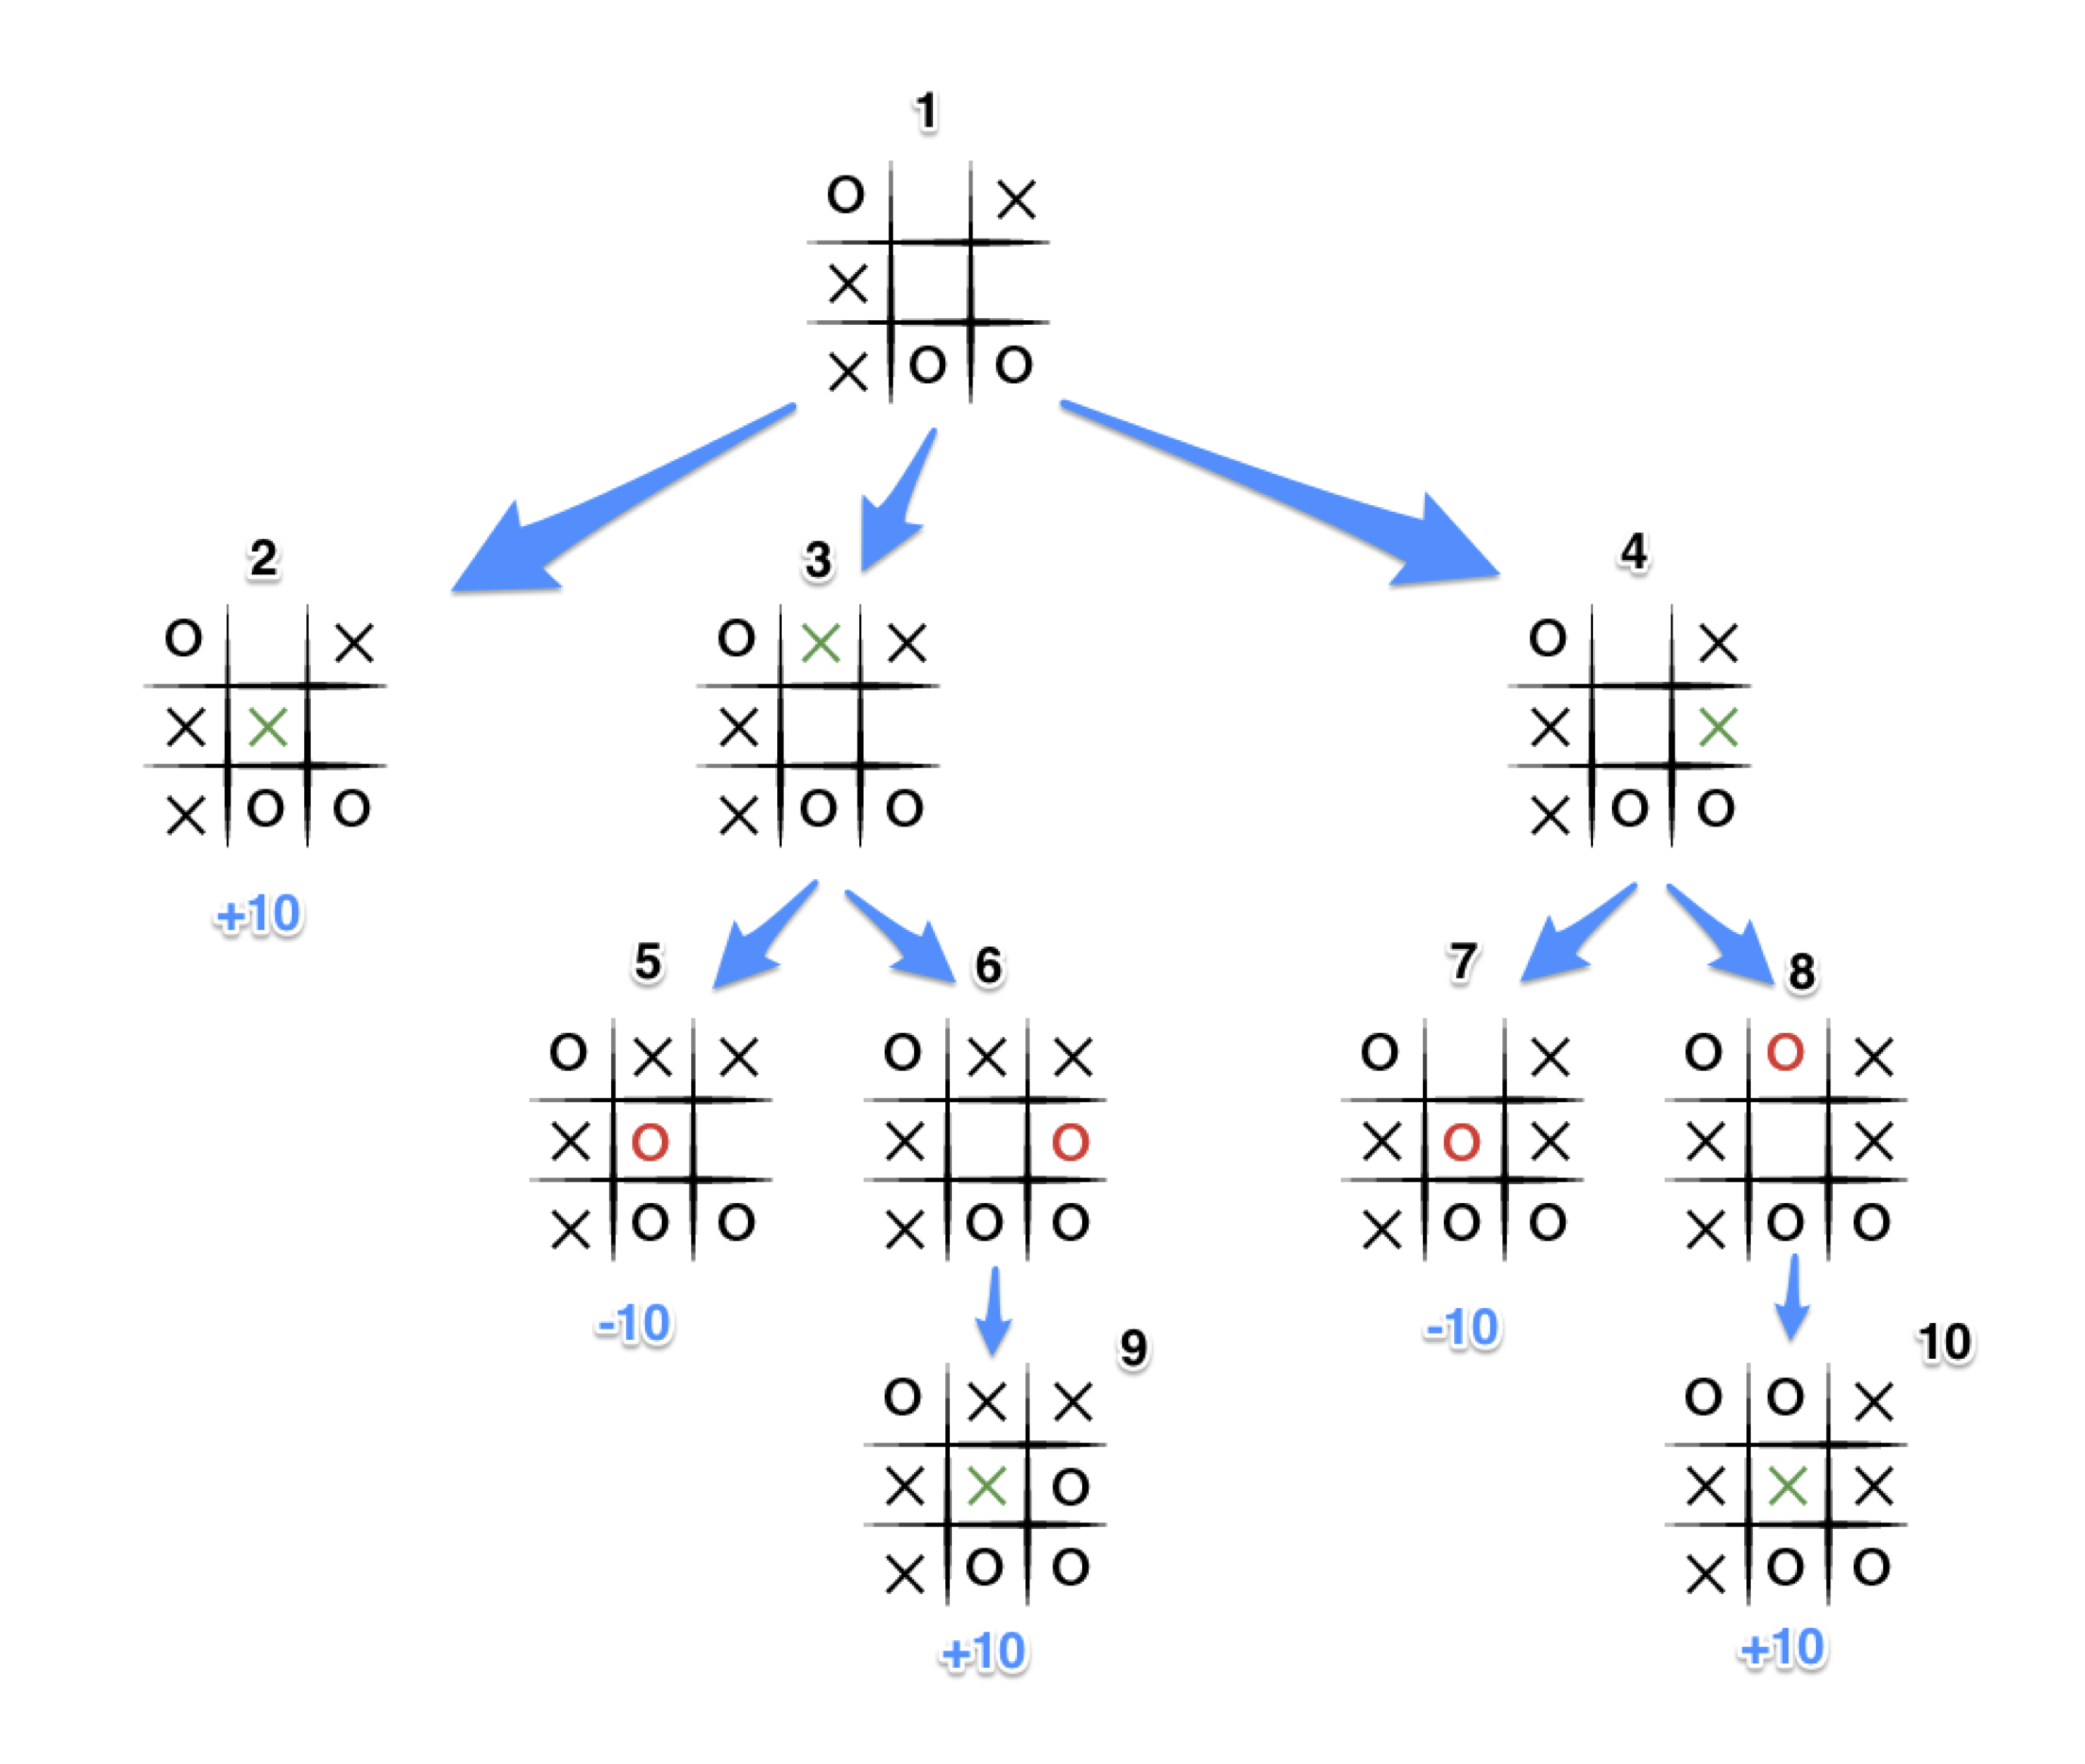 1
O X
X
X O O
2 3 4
O X O X X O X
X X X X X
X O O X O O X O O
+10
5 6 7 8
O X X O X X O X O O X
X O X O X O X X X
X O O X O O X O O X O O
-10 -10
9 10
O X X O O X
X X O X X X
X O O X O O
+10 +10